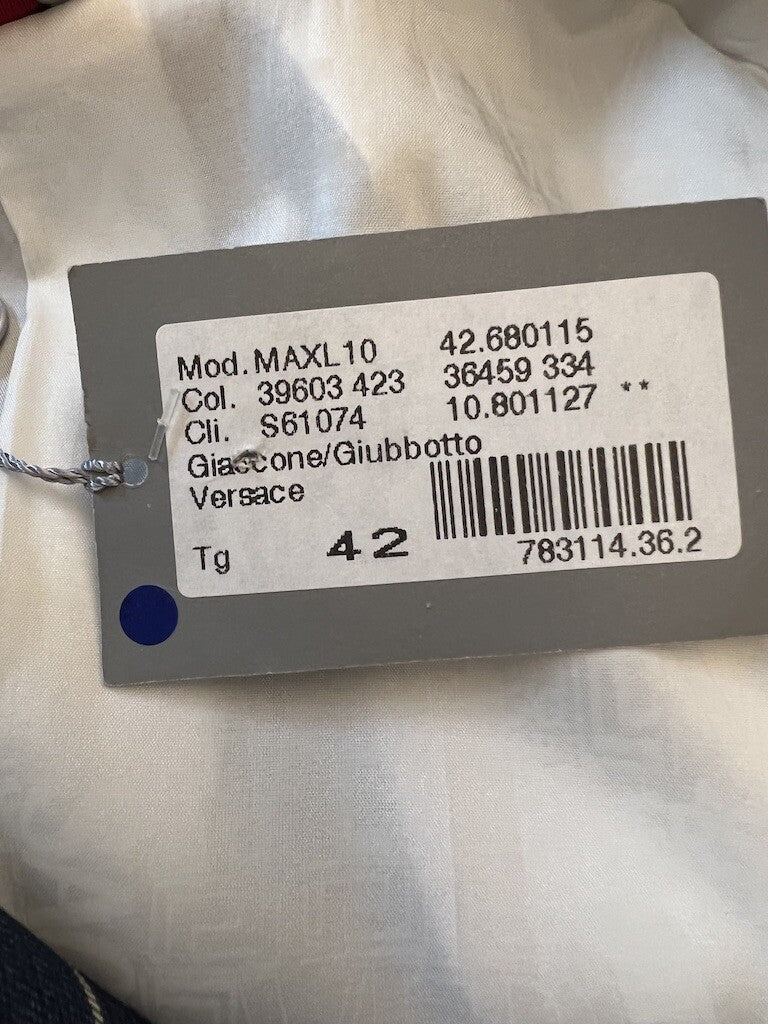 Mod. MAXL10 42.680115
Col. 39603 423 36459 334
Cli. S61074 10.801127 **
Giaccone/Giubbotto
Versace
Tg 42
783114.36.2